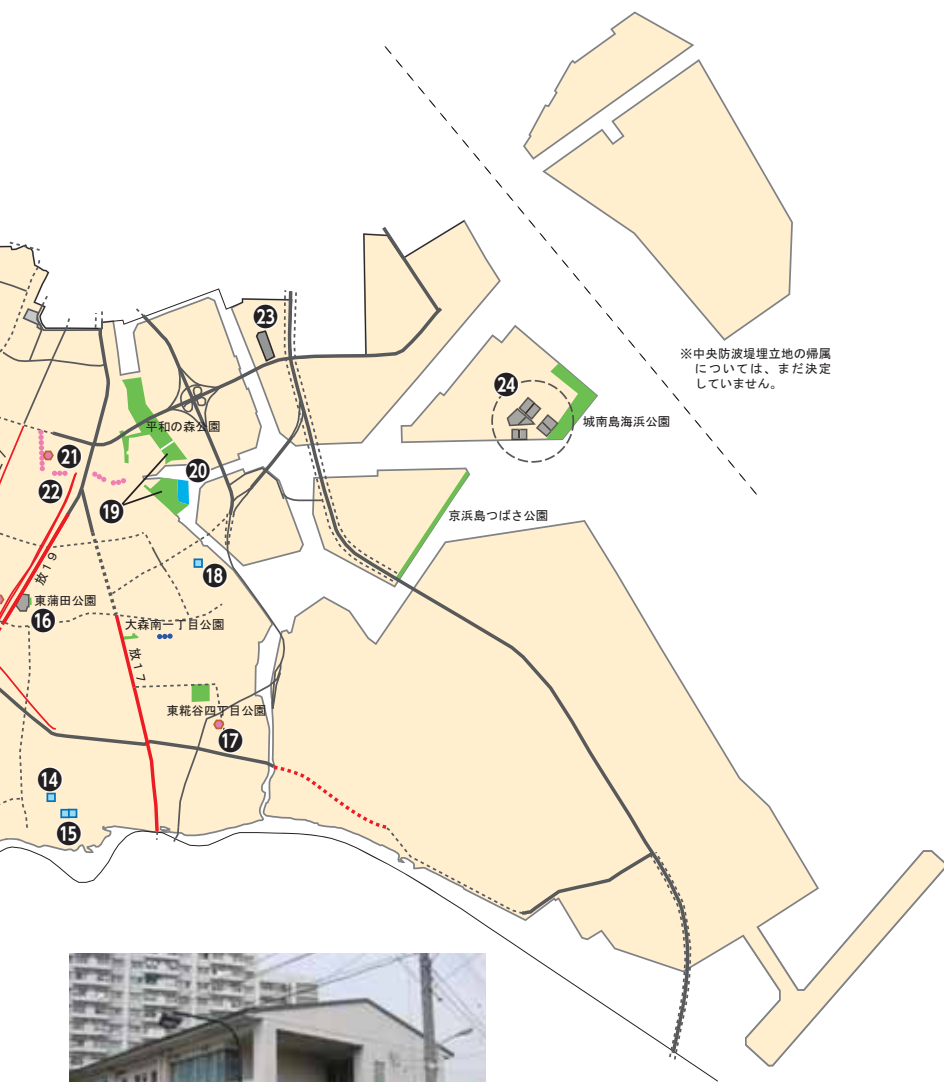 ※中央防波堤埋立地の帰属
については、まだ決定
していません。
23
24
城南島海浜公園
平和の森公園
21
20
22
19
京浜島つばさ公園
18
放19
東蒲田公園
16
大森南一丁目公園
放17
東糀谷四丁目公園
17
14
15